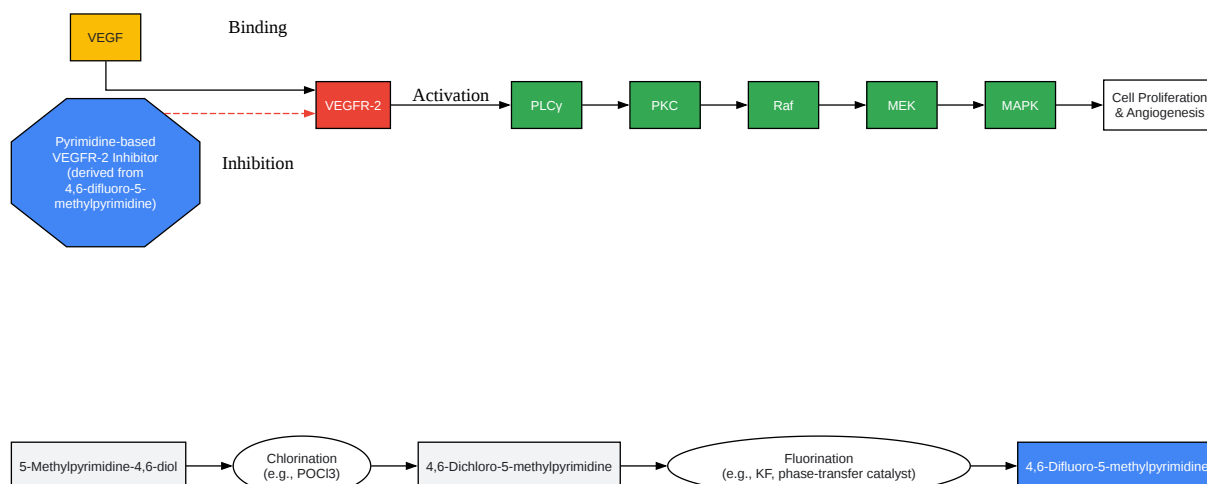 VEGF
Binding
VEGFR-2
Activation
PLCγ
PKC
Raf
MEK
MAPK
Cell Proliferation
& Angiogenesis
Pyrimidine-based
VEGFR-2 Inhibitor
(derived from
4,6-difluoro-5-
methylpyrimidine)
Inhibition
5-Methylpyrimidine-4,6-diol
Chlorination
(e.g., POCl3)
4,6-Dichloro-5-methylpyrimidine
Fluorination
(e.g., KF, phase-transfer catalyst)
4,6-Difluoro-5-methylpyrimidine